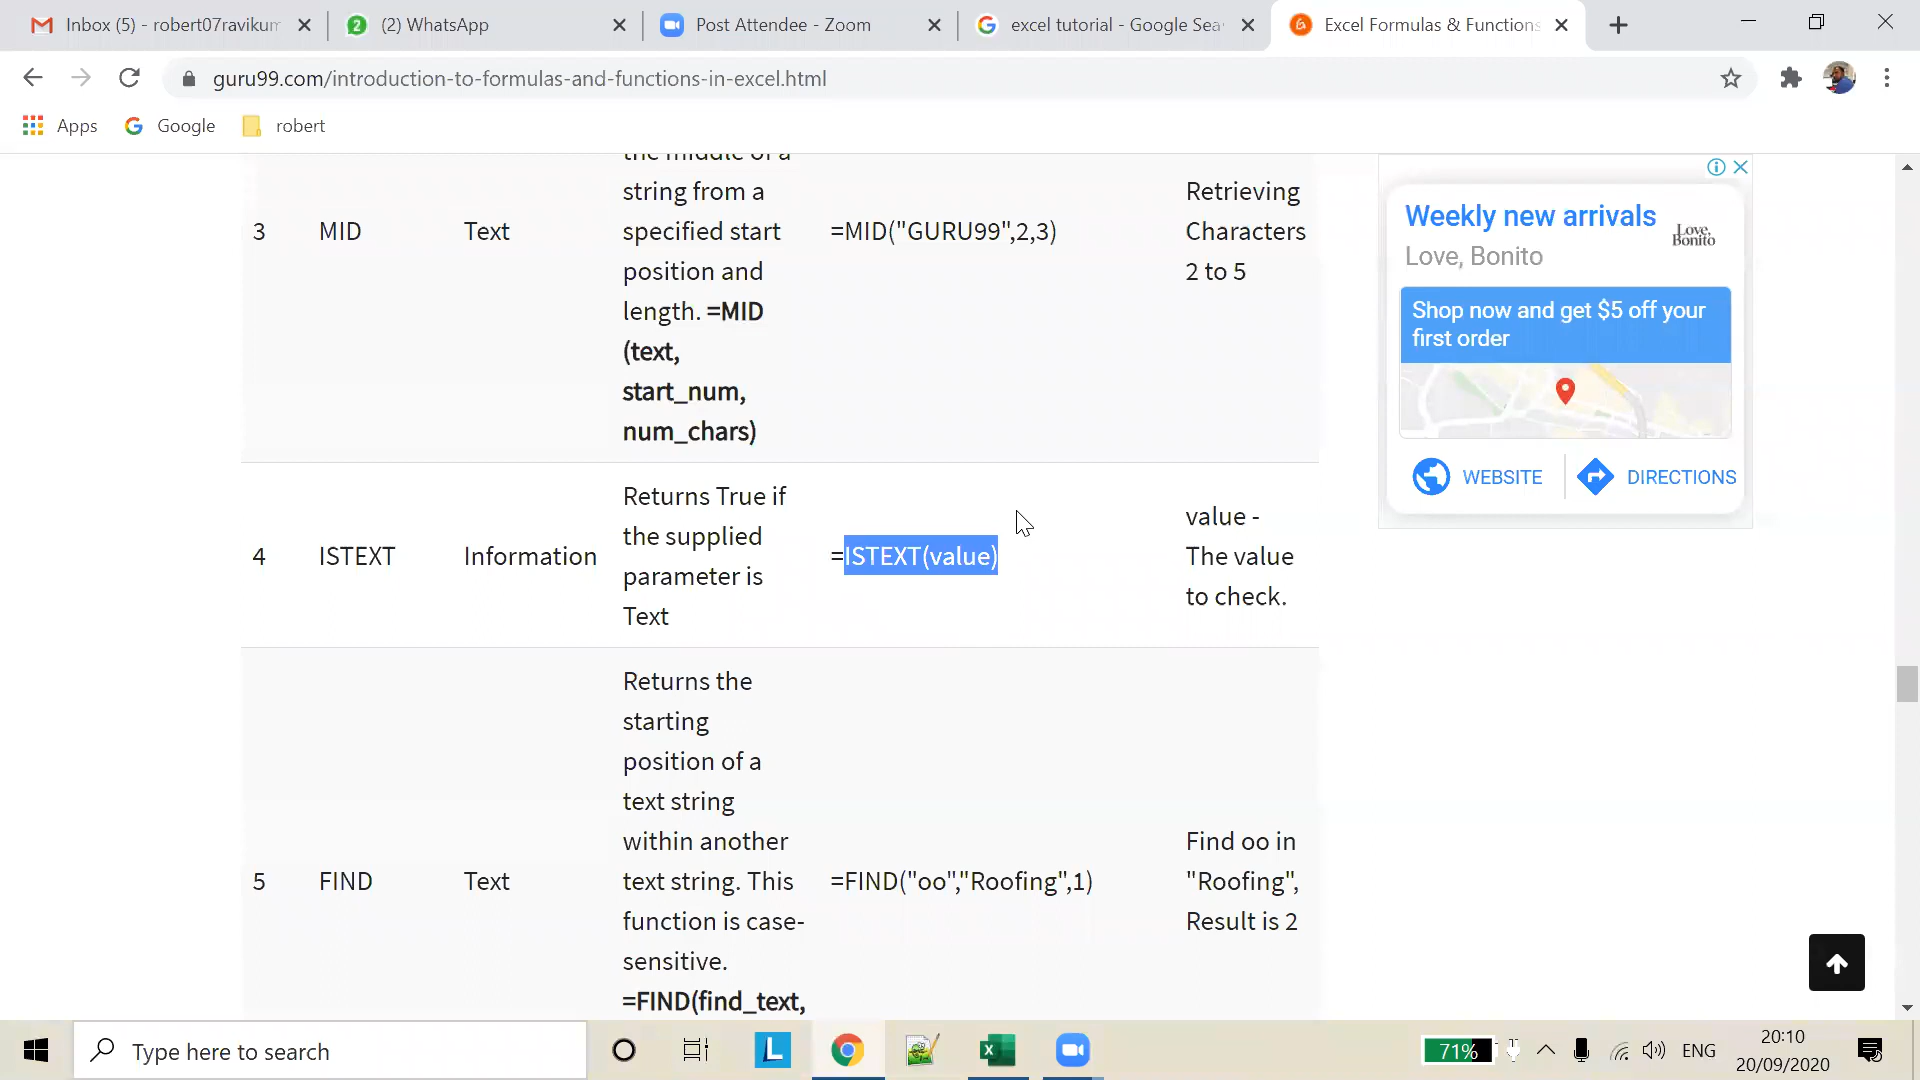 Inbox (5) - robert07ravikum
2
(2) WhatsApp
Post Attendee - Zoom
excel tutorial - Google Sea
Excel Formulas & Functions
guru99.com/introduction-to-formulas-and-functions-in-excel.html
Apps
Google
robert
the middle of a
string from a
specified start
position and
length. =MID
(text,
start_num,
num_chars)
3
MID
Text
=MID("GURU99",2,3)
Retrieving
Characters
2 to 5
4
ISTEXT
Information
Returns True if
the supplied
parameter is
Text
=ISTEXT(value)
value -
The value
to check.
5
FIND
Text
Returns the
starting
position of a
text string
within another
text string. This
function is case-
sensitive.
=FIND(find_text,
=FIND("oo","Roofing",1)
Find oo in
"Roofing",
Result is 2
Weekly new arrivals
Love, Bonito
Love,
Bonito
Shop now and get $5 off your
first order
WEBSITE
DIRECTIONS
Type here to search
L
71%
ENG
20:10
20/09/2020